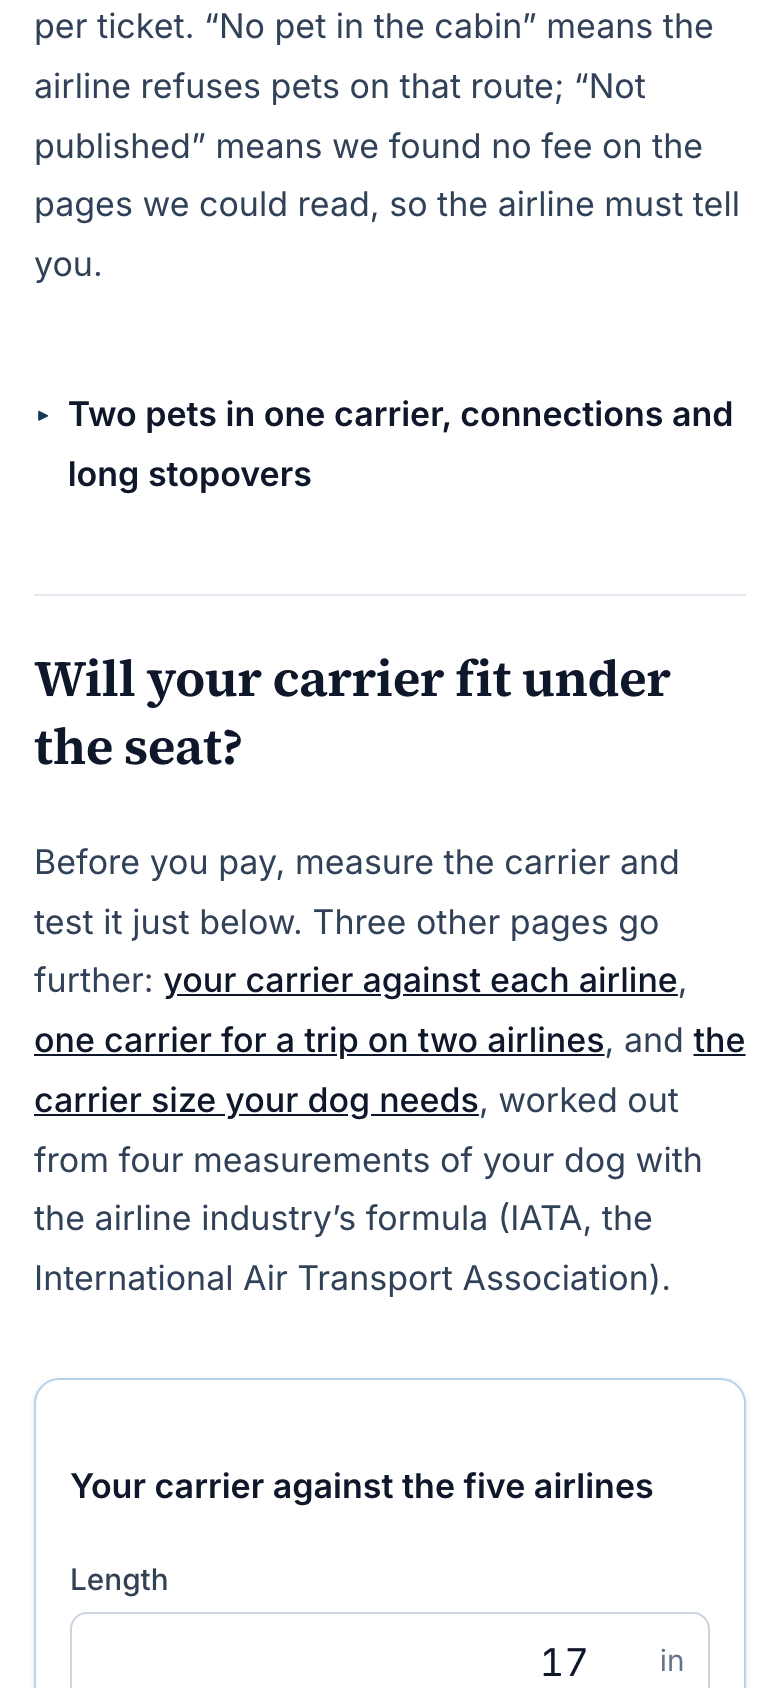 per ticket. “No pet in the cabin” means the
airline refuses pets on that route; “Not
published” means we found no fee on the
pages we could read, so the airline must tell
you.
▸ Two pets in one carrier, connections and
long stopovers
Will your carrier fit under
the seat?
Before you pay, measure the carrier and
test it just below. Three other pages go
further: your carrier against each airline,
one carrier for a trip on two airlines, and the
carrier size your dog needs, worked out
from four measurements of your dog with
the airline industry’s formula (IATA, the
International Air Transport Association).
Your carrier against the five airlines
Length
17 in